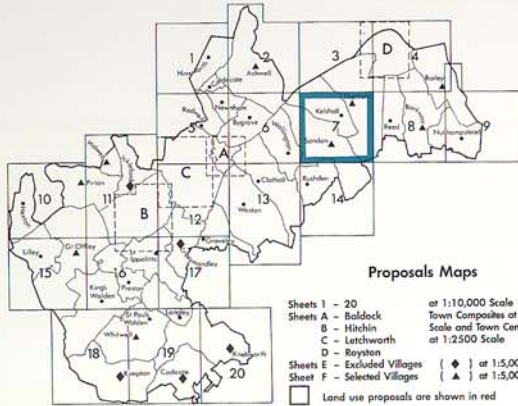 1
2
3
D
4
Ashwell
Barley
Newnham
Bygrave
Kelshall
5
6
7
Reed
8
9
Nuthampstead
A
Sandon
Pirton
C
Clothall
Rushden
10
11
B
12
13
Weston
14
Lilley
Gt.Offley
Ippollitts
Graveley
15
16
17
Kings
Walden
Preston
St Pauls
Walden
Langley
Whitwell
18
19
20
Knebworth
Kimpton
Codicote
Proposals Maps
Sheets 1 - 20 at 1:10,000 Scale
Sheets A - Baldock Town Composites at
B - Hitchin Scale and Town Cen
C - Letchworth at 1:2500 Scale
D - Royston
Sheets E - Excluded Villages ( ◆ ) at 1:5,00
Sheet F - Selected Villages ( ▲ ) at 1:5,00
Land use proposals are shown in red